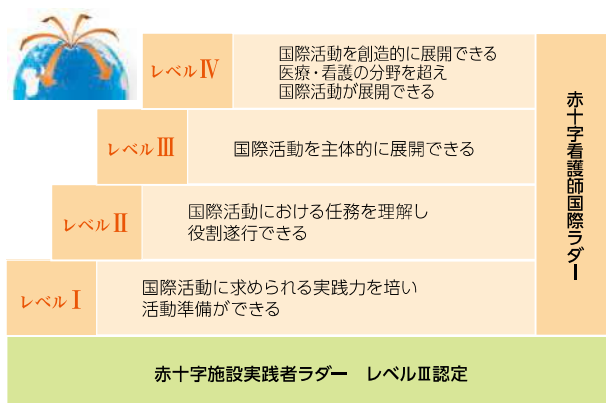 レベルⅣ
国際活動を創造的に展開できる
医療・看護の分野を超え
国際活動が展開できる
レベルⅢ
国際活動を主体的に展開できる
レベルⅡ
国際活動における任務を理解し
役割遂行できる
レベルⅠ
国際活動に求められる実践力を培い
活動準備ができる
赤十字看護師国際ラダー
赤十字施設実践者ラダー　レベルⅢ認定